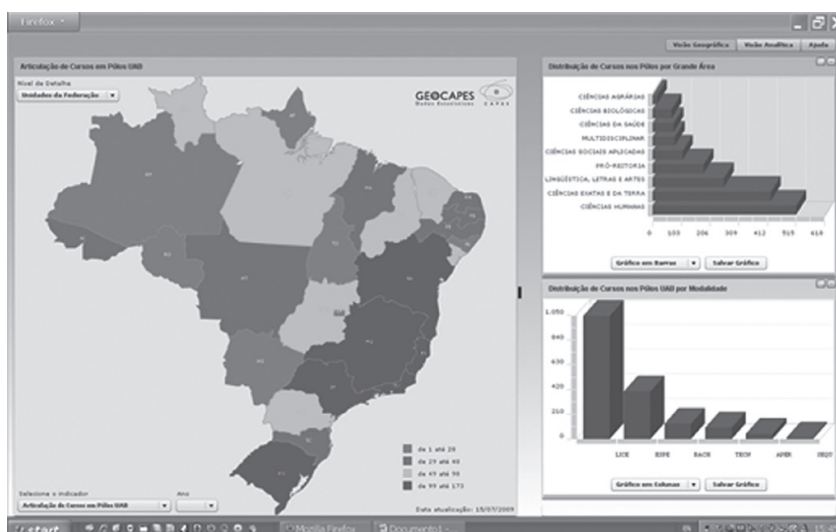 Firefox
Visão Geográfica
Visão Analítica
Ajuda
Articulação de Cursos em Pólos UAB
Nível de Detalhe
Unidades da Federação
GEOCAPES
Dados Estatísticos
CAPES
de 1 até 28
de 29 até 48
de 49 até 98
de 99 até 173
Selecione o indicador
Articulação de Cursos em Pólos UAB
Ano
Data atualização: 15/07/2009
Distribuição de Cursos nos Pólos por Grande Área
CIÊNCIAS AGRÁRIAS
CIÊNCIAS BIOLÓGICAS
CIÊNCIAS DA SAÚDE
MULTIDISCIPLINAR
CIÊNCIAS SOCIAIS APLICADAS
PRÓ-REITORIA
LINGÜÍSTICA, LETRAS E ARTES
CIÊNCIAS EXATAS E DA TERRA
CIÊNCIAS HUMANAS
0 103 206 309 412 515 618
Gráfico em Barras
Salvar Gráfico
Distribuição de Cursos nos Pólos UAB por Modalidade
1.050
840
630
420
210
0
LICE ESPE BACH TECN APER SEQU
Gráfico em Colunas
Salvar Gráfico
start
Mozilla Firefox
Documento1 -